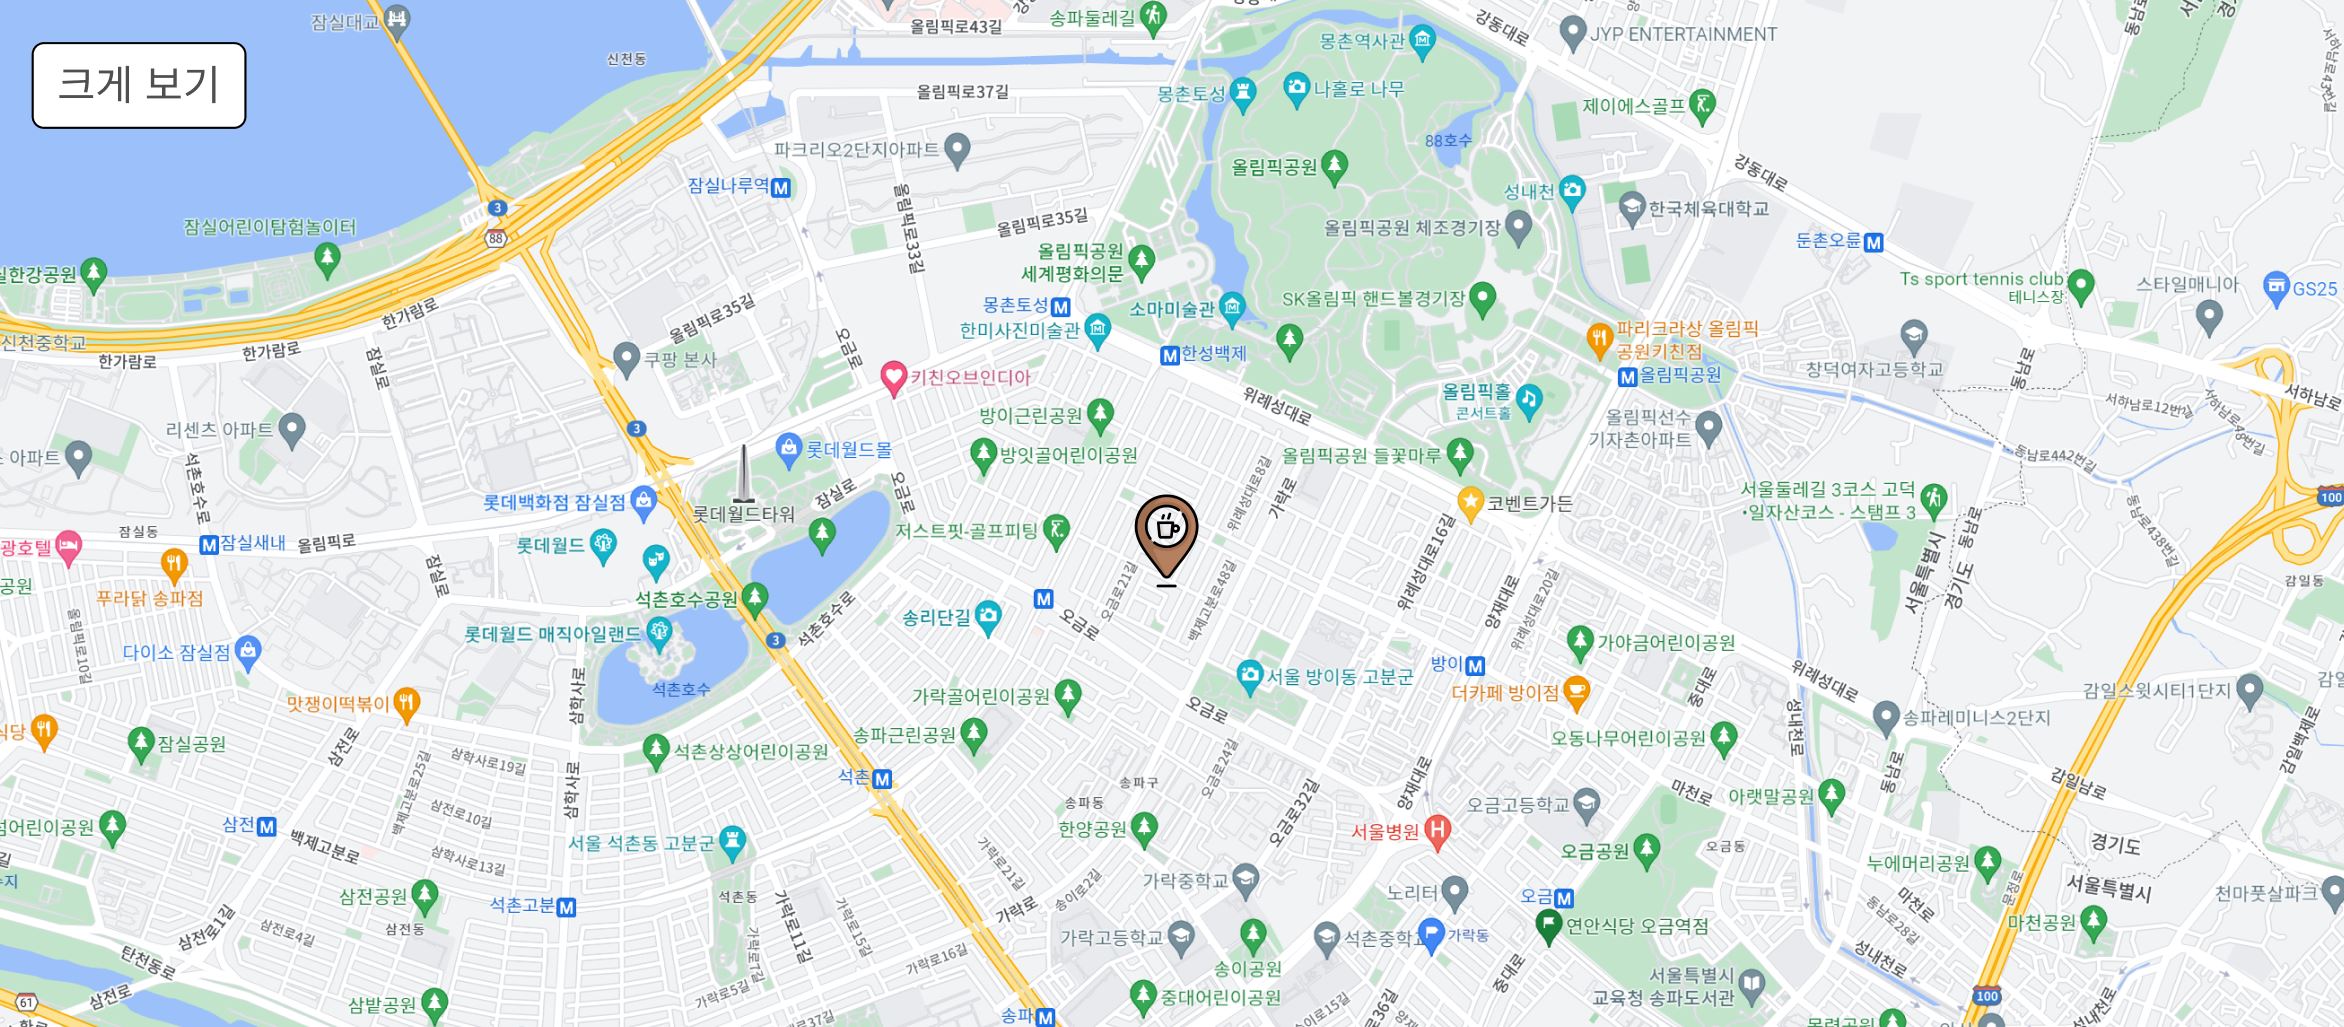 크게 보기
잠실대교
신천동
올림픽로43길
송파둘레길
강동대로
JYP ENTERTAINMENT
몽촌역사관
동남로
서하남로43번길
올림픽로37길
몽촌토성
나홀로 나무
제이에스골프
88호수
파크리오2단지아파트
잠실나루역
올림픽공원
강동대로
성내천
한국체육대학교
올림픽로33길
올림픽로35길
올림픽공원 체조경기장
잠실어린이탐험놀이터
3
88
둔촌오륜
실한강공원
올림픽공원
세계평화의문
Ts sport tennis club
테니스장
스타일매니아
GS25
몽촌토성
소마미술관
SK올림픽 핸드볼경기장
한가람로
올림픽로35길
한미사진미술관
파리크라상 올림픽
공원키친점
신천중학교
한가람로
한가람로
잠실로
오금로
쿠팡 본사
한성백제
올림픽공원
창덕여자고등학교
동남로
키친오브인디아
올림픽홀
콘서트홀
위례성대로
서하남로
서하남로12번길
방이근린공원
올림픽선수
기자촌아파트
리센츠 아파트
3
롯데월드몰
방잇골어린이공원
올림픽공원 들꽃마루
동남로442번길
아파트
석촌호수로
잠실로
오금로
위례성대로8길
가락로
롯데백화점 잠실점
롯데월드타워
코벤트가든
서울둘레길 3코스 고덕
•일자산코스 - 스탬프 3
100
동남로438번길
잠실동
저스트핏-골프피팅
잠실새내
올림픽로
롯데월드
광호텔
위례성대로16길
서울특별시
경기도
동남로
감일동
공원
푸라닭 송파점
잠실로
오금로21길
백제고분로48길
양재대로
위례성대로20길
석촌호수공원
석촌호수로
송리단길
오금로
올림픽로10길
롯데월드 매직아일랜드
3
가야금어린이공원
다이소 잠실점
방이
석촌호수
서울 방이동 고분군
더카페 방이점
위례성대로
중대로
감일스윗시티1단지
맛쟁이떡볶이
삼학사로
가락골어린이공원
오금로
성내천로
송파레미니스2단지
식당
잠실공원
삼전로
석촌상상어린이공원
송파근린공원
오동나무어린이공원
감일백제로
삼학사로19길
백제고분로25길
삼학사로
석촌
송파구
오금로24길
양재대로
동남로
감일남로
삼전로10길
송파동
오금로32길
오금고등학교
마천로
아랫말공원
삼전
한양공원
서울병원
경기도
백제고분로
서울 석촌동 고분군
삼학사로13길
가락로21길
오금공원
오금동
누에머리공원
서울특별시
가락중학교
송이로2길
노리터
오금
문정로
마천로
천마풋살파크
삼전공원
석촌고분
석촌동
가락로11길
가락로15길
가락로
동남로28길
삼전로1길
삼전로4길
삼전동
가락고등학교
석촌중학교
가락동
연안식당 오금역점
마천공원
탄천동로
가락로7길
가락로16길
송이공원
중대로
성내천로
서울특별시
교육청 송파도서관
61
삼전로
삼밭공원
가락로5길
중대어린이공원
100
성내천로
송파